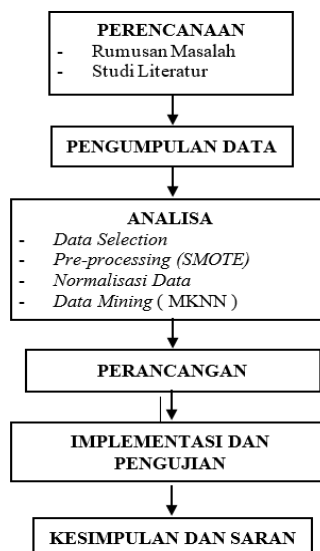 PERENCANAAN
- Rumusan Masalah
- Studi Literatur
PENGUMPULAN DATA
ANALISA
- Data Selection
- Pre-processing (SMOTE)
- Normalisasi Data
- Data Mining ( MKNN )
PERANCANGAN
IMPLEMENTASI DAN
PENGUJIAN
KESIMPULAN DAN SARAN